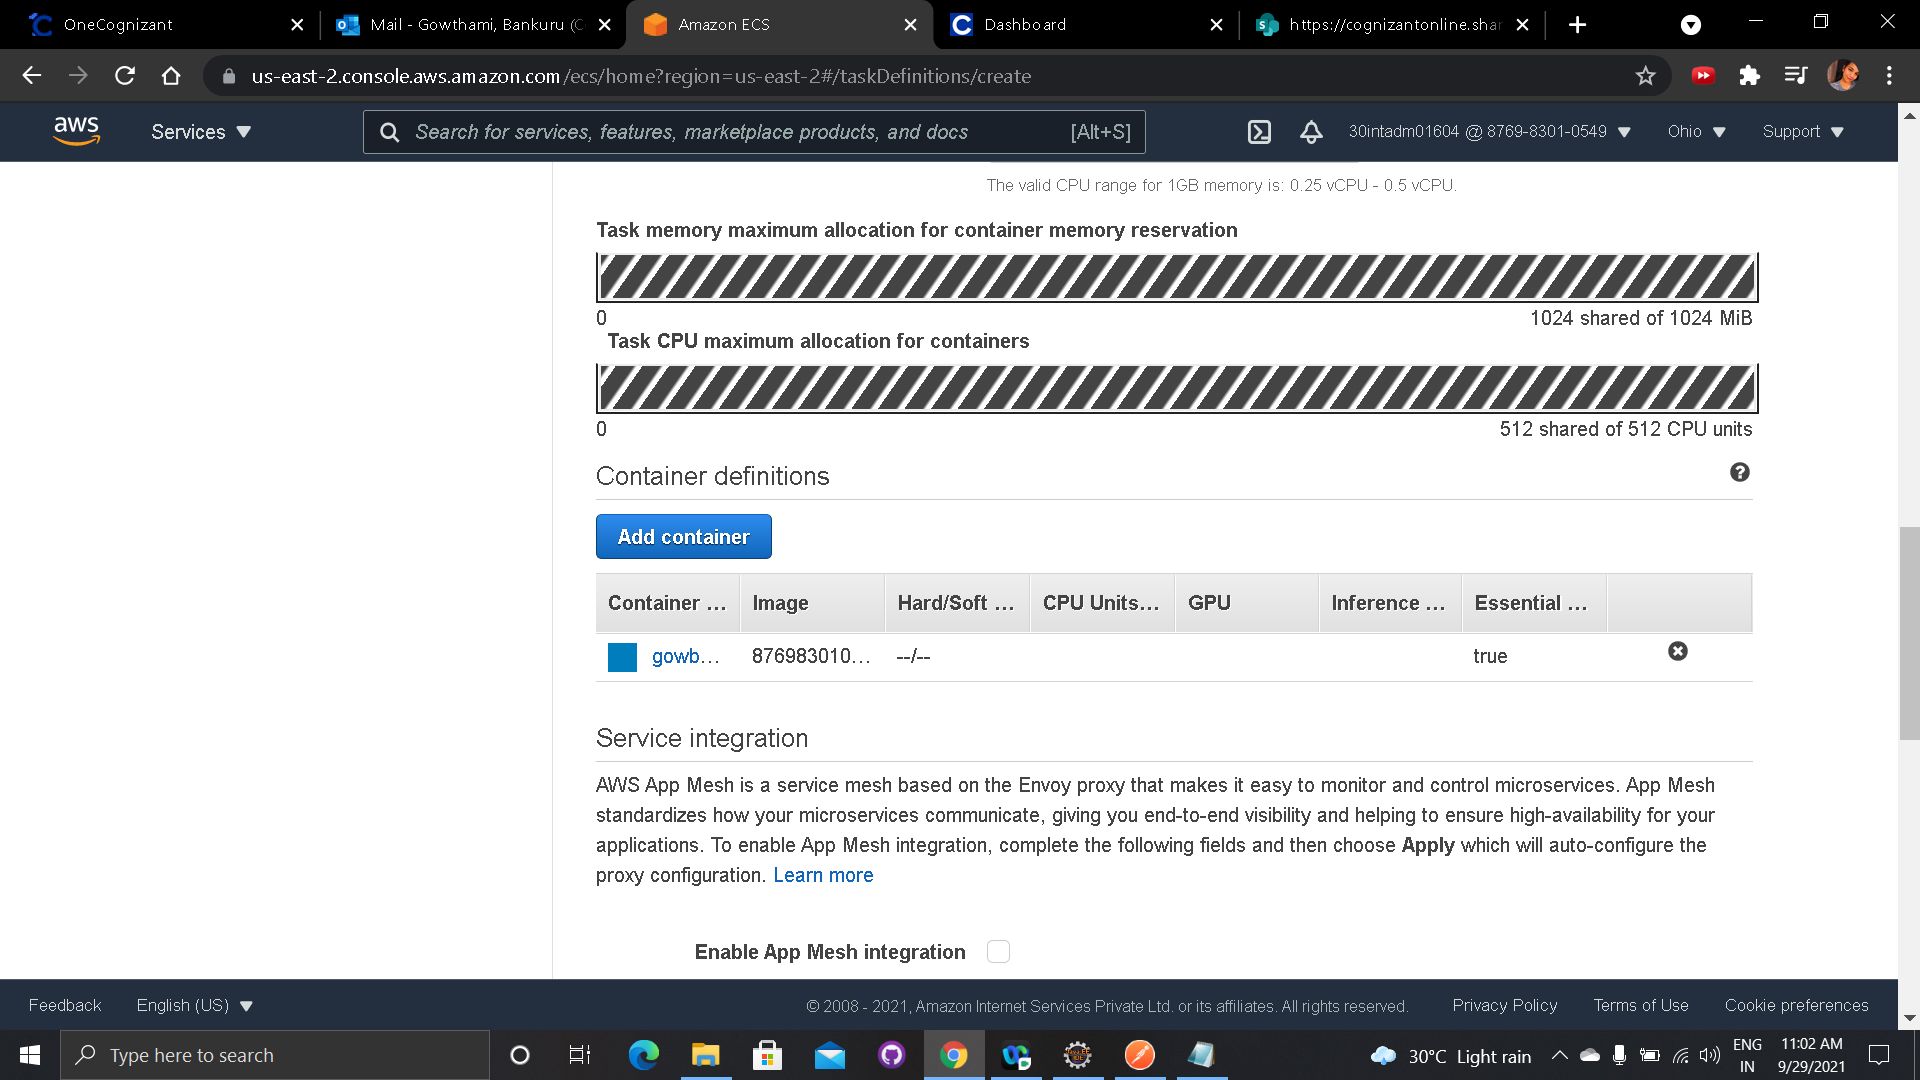 OneCognizant
Mail - Gowthami, Bankuru (C
Amazon ECS
Dashboard
https://cognizantonline.shar
us-east-2.console.aws.amazon.com/ecs/home?region=us-east-2#/taskDefinitions/create
aws
Services
Search for services, features, marketplace products, and docs [Alt+S]
30intadm01604 @ 8769-8301-0549
Ohio
Support
The valid CPU range for 1GB memory is: 0.25 vCPU - 0.5 vCPU.
Task memory maximum allocation for container memory reservation
0 1024 shared of 1024 MiB
Task CPU maximum allocation for containers
0 512 shared of 512 CPU units
Container definitions
Add container
Container ... Image Hard/Soft ... CPU Units... GPU Inference ... Essential ...
gowb... 876983010... --/-- true
Service integration
AWS App Mesh is a service mesh based on the Envoy proxy that makes it easy to monitor and control microservices. App Mesh
standardizes how your microservices communicate, giving you end-to-end visibility and helping to ensure high-availability for your
applications. To enable App Mesh integration, complete the following fields and then choose Apply which will auto-configure the
proxy configuration. Learn more
Enable App Mesh integration
Feedback English (US) © 2008 - 2021, Amazon Internet Services Private Ltd. or its affiliates. All rights reserved. Privacy Policy Terms of Use Cookie preferences
Type here to search
30°C Light rain
ENG
IN
11:02 AM
9/29/2021